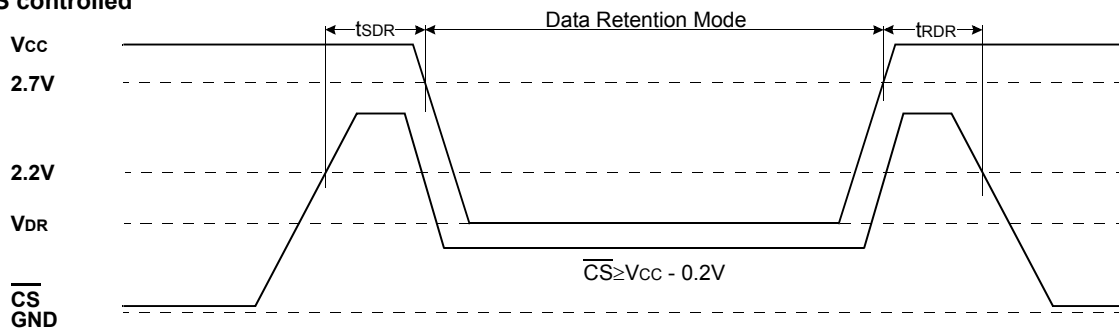 S controlled
tSDR
Data Retention Mode
tRDR
VCC
2.7V
2.2V
VDR
CS≥VCC - 0.2V
CS
GND